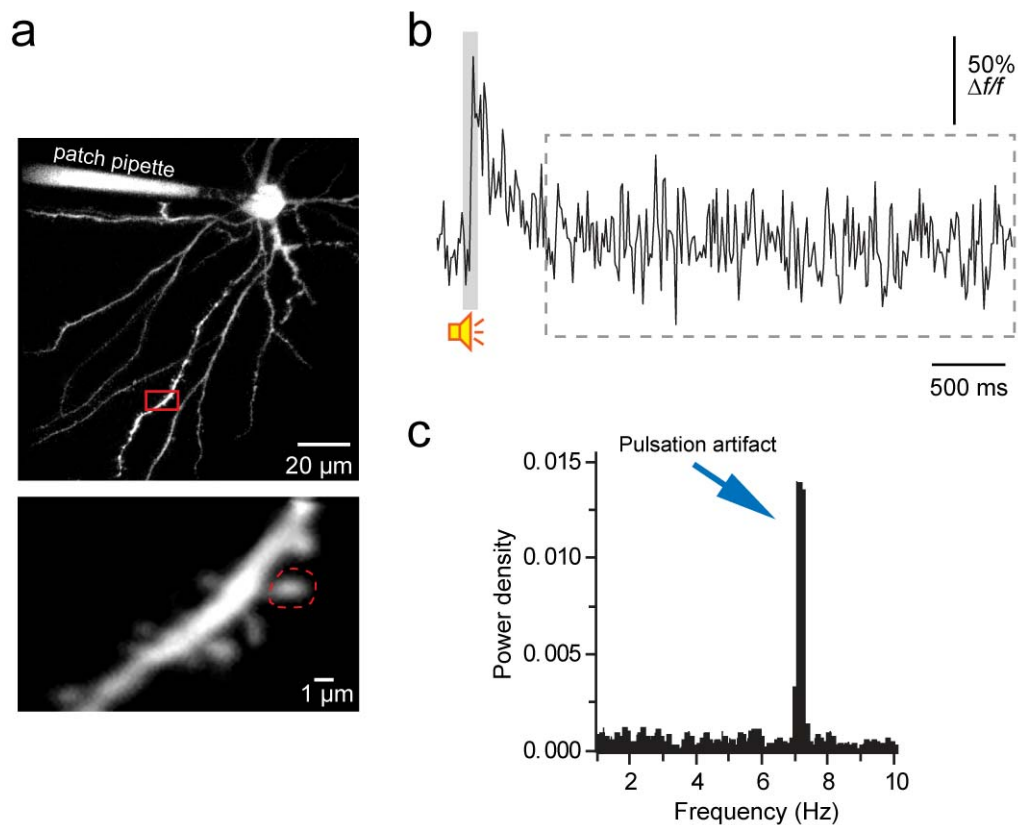 a
patch pipette
20 μm
1 μm
b
50%
Δf/f
500 ms
c
Pulsation artifact
0.015
0.010
0.005
0.000
Power density
2 4 6 8 10
Frequency (Hz)